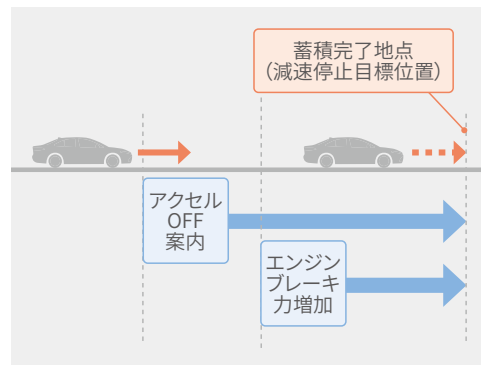 蓄積完了地点
（減速停止目標位置）
アクセル
OFF
案内
エンジン
ブレーキ
力増加